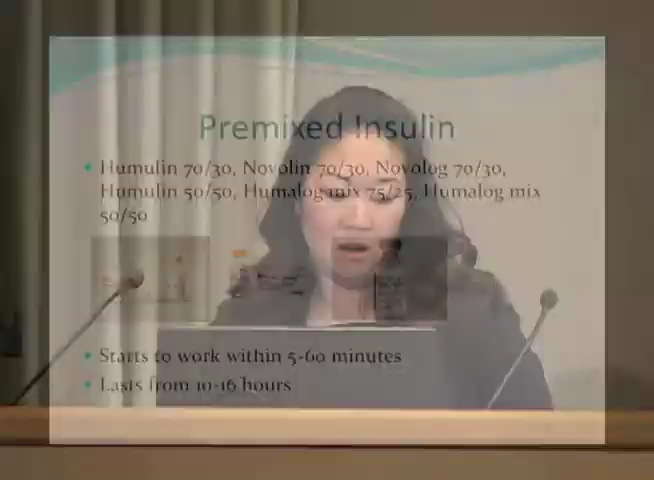 Premixed Insulin
• Humulin 70/30, Novolin 70/30, Novolog 70/30,
Humulin 50/50, Humalog mix 75/25, Humalog mix
50/50
• Starts to work within 5-60 minutes
• Lasts from 10-16 hours